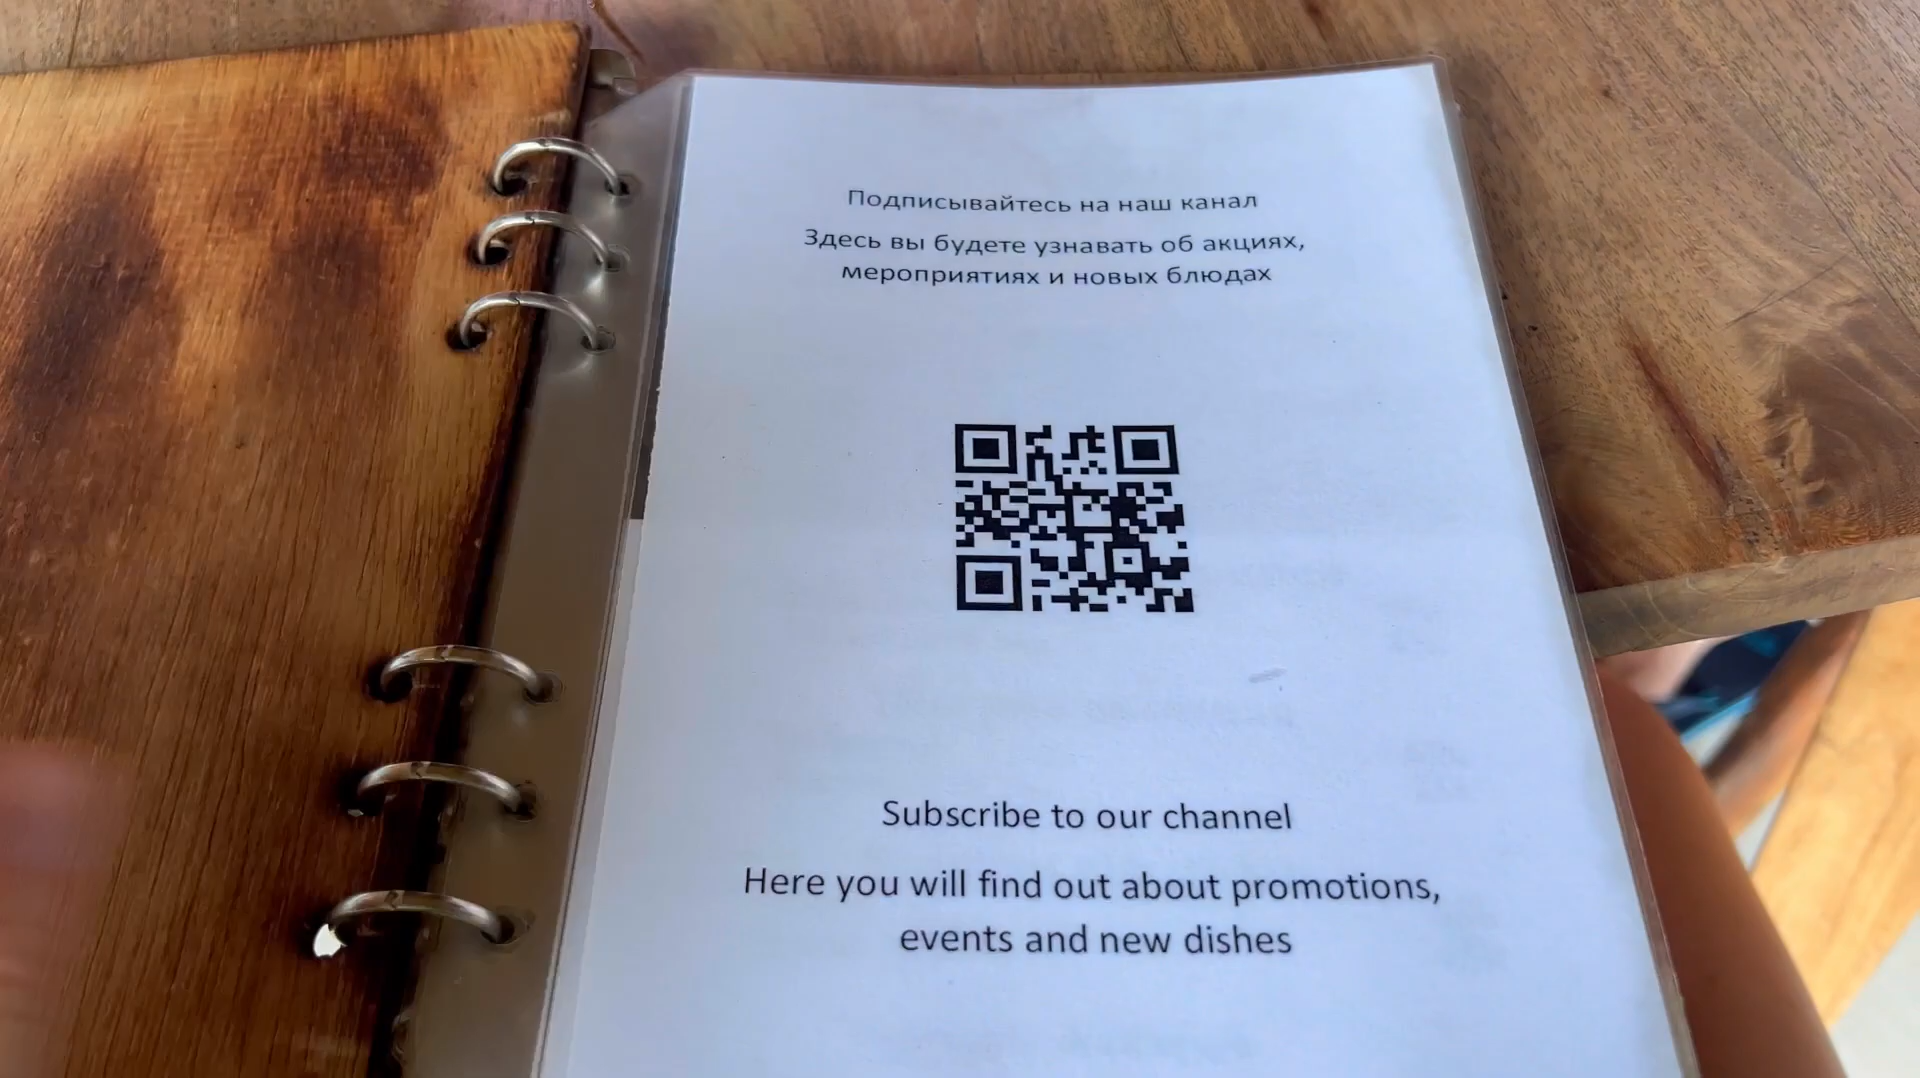 Подписывайтесь на наш канал
Здесь вы будете узнавать об акциях,
мероприятиях и новых блюдах
Subscribe to our channel
Here you will find out about promotions,
events and new dishes